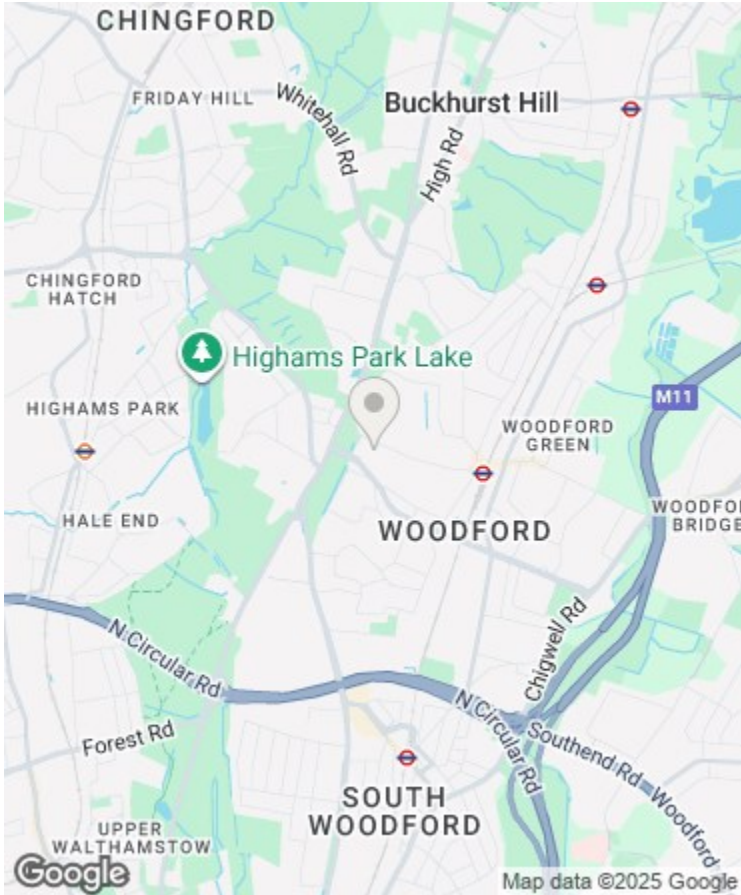 CHINGFORD
FRIDAY HILL
Whitehall Rd
Buckhurst Hill
High Rd
CHINGFORD
HATCH
Highams Park Lake
M11
HIGHAMS PARK
WOODFORD
GREEN
HALE END
WOODFORD
WOODFO
BRIDGE
N Circular Rd
Chigwell Rd
N Circular Rd
Southend Rd
Woodford
Forest Rd
SOUTH
WOODFORD
UPPER
WALTHAMSTOW
Google
Map data ©2025 Google